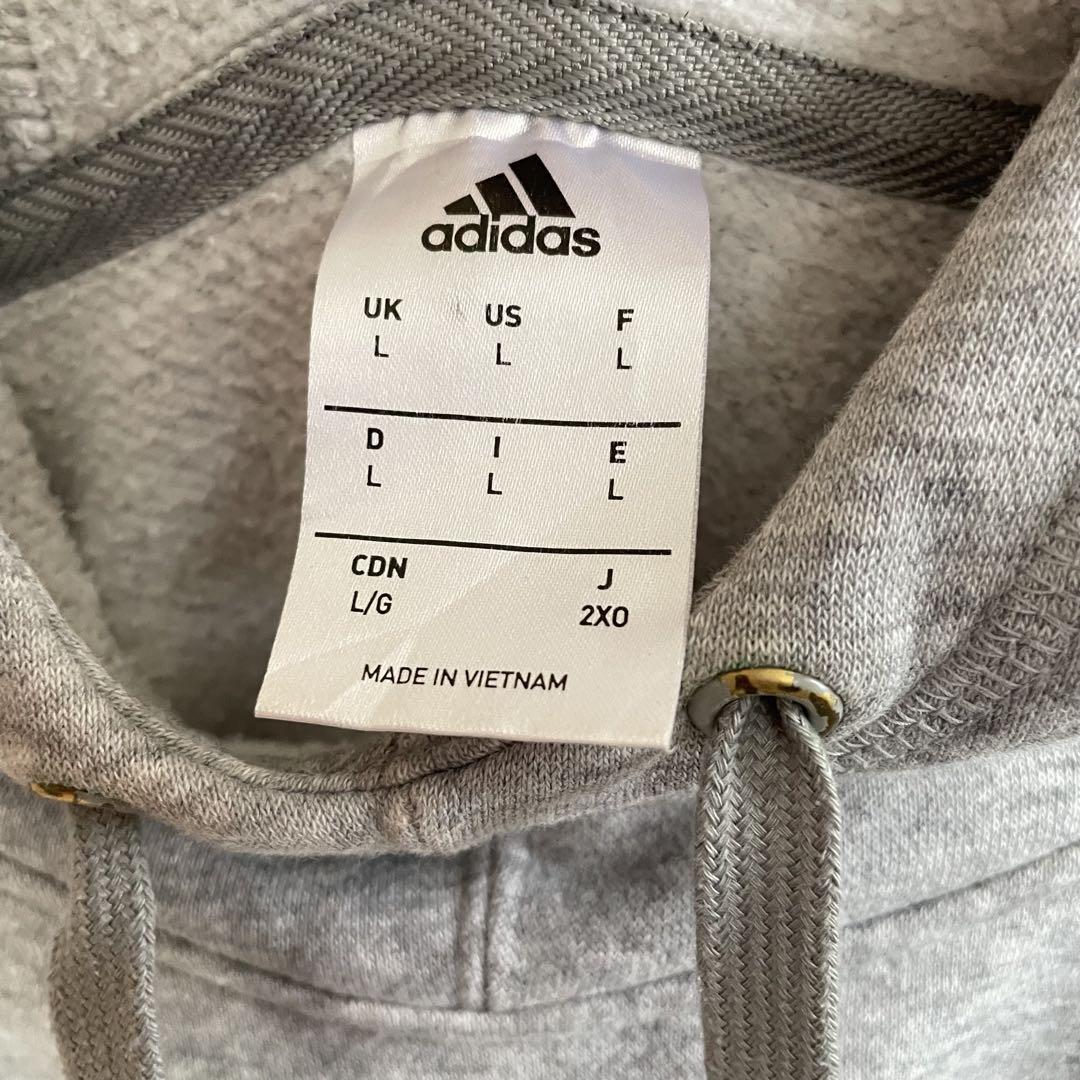 adidas
UK US F
L L L
D I E
L L L
CDN J
L/G 2XO
MADE IN VIETNAM